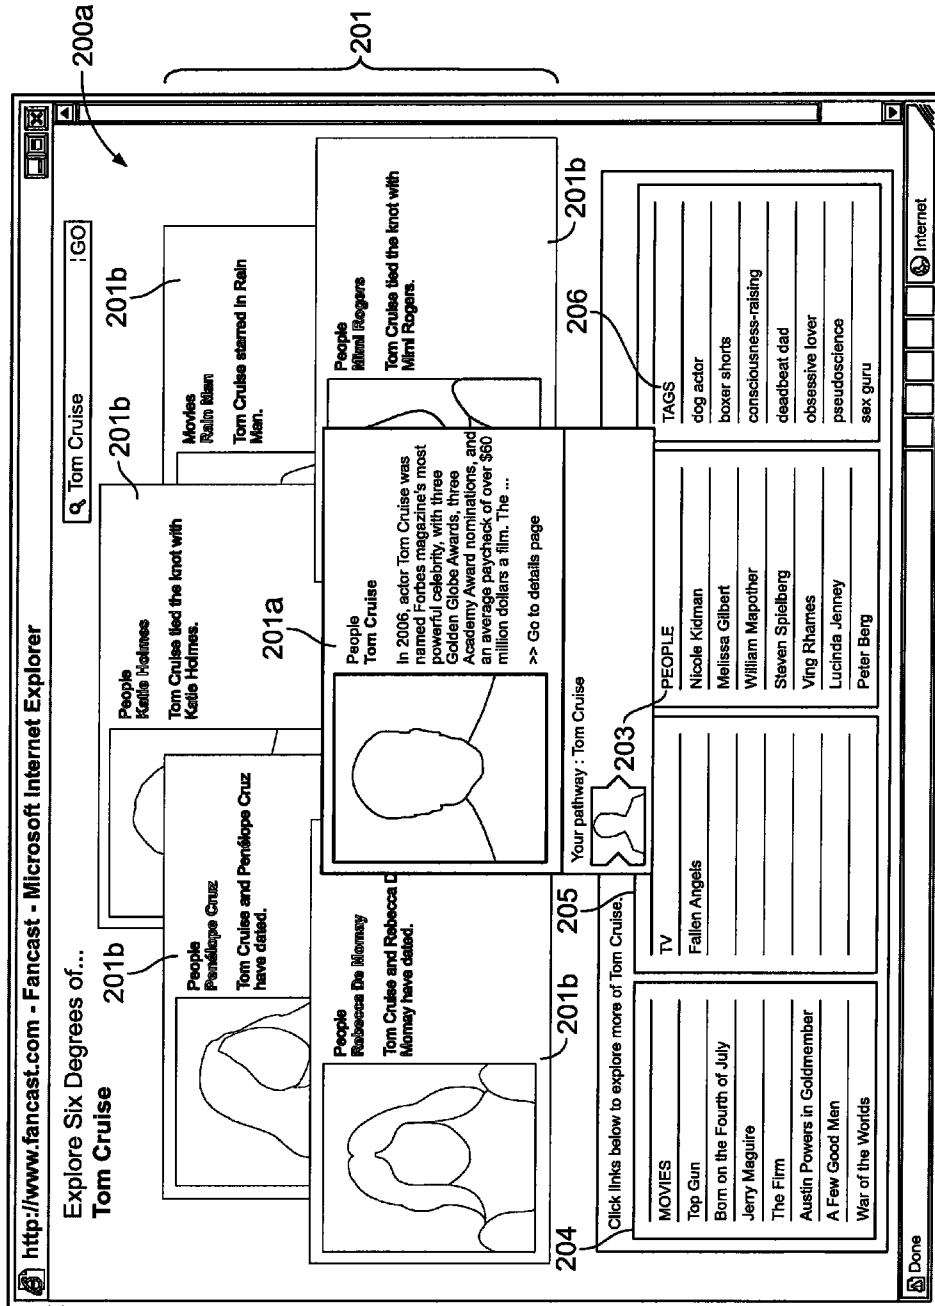 http://www.fancast.com - Fancast - Microsoft Internet Explorer
200a
Explore Six Degrees of...
Tom Cruise
Tom Cruise
GO
201
201b
People
Katie Holmes
Tom Cruise tied the knot with
Katie Holmes.
201b
Movies
Rain Man
Tom Cruise starred in Rain
Man.
201b
People
Penélope Cruz
Tom Cruise and Penélope Cruz
have dated.
201b
People
Mimi Rogers
Tom Cruise tied the knot with
Mimi Rogers.
201b
People
Rebecca De Mornay
Tom Cruise and Rebecca D
Mornay have dated.
201b
201a
People
Tom Cruise
In 2006, actor Tom Cruise was
named Forbes magazine's most
powerful celebrity, with three
Golden Globe Awards, three
Academy Award nominations, and
an average paycheck of over $60
million dollars a film. The ...
>> Go to details page
Your pathway : Tom Cruise
203
Click links below to explore more of Tom Cruise.
204
MOVIES
Top Gun
Born on the Fourth of July
Jerry Maguire
The Firm
Austin Powers in Goldmember
A Few Good Men
War of the Worlds
205
TV
Fallen Angels
PEOPLE
Nicole Kidman
Melissa Gilbert
William Mapother
Steven Spielberg
Ving Rhames
Lucinda Jenney
Peter Berg
206
TAGS
dog actor
boxer shorts
consciousness-raising
deadbeat dad
obsessive lover
pseudoscience
sex guru
Done
Internet